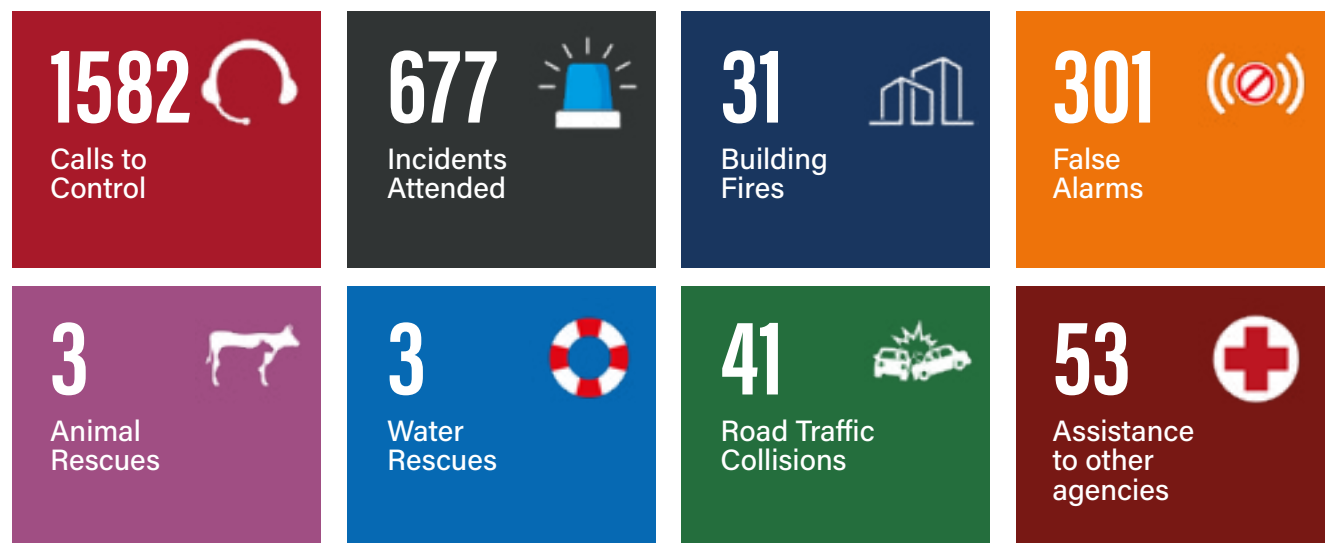 1582
Calls to
Control
677
Incidents
Attended
31
Building
Fires
301
False
Alarms
3
Animal
Rescues
3
Water
Rescues
41
Road Traffic
Collisions
53
Assistance
to other
agencies